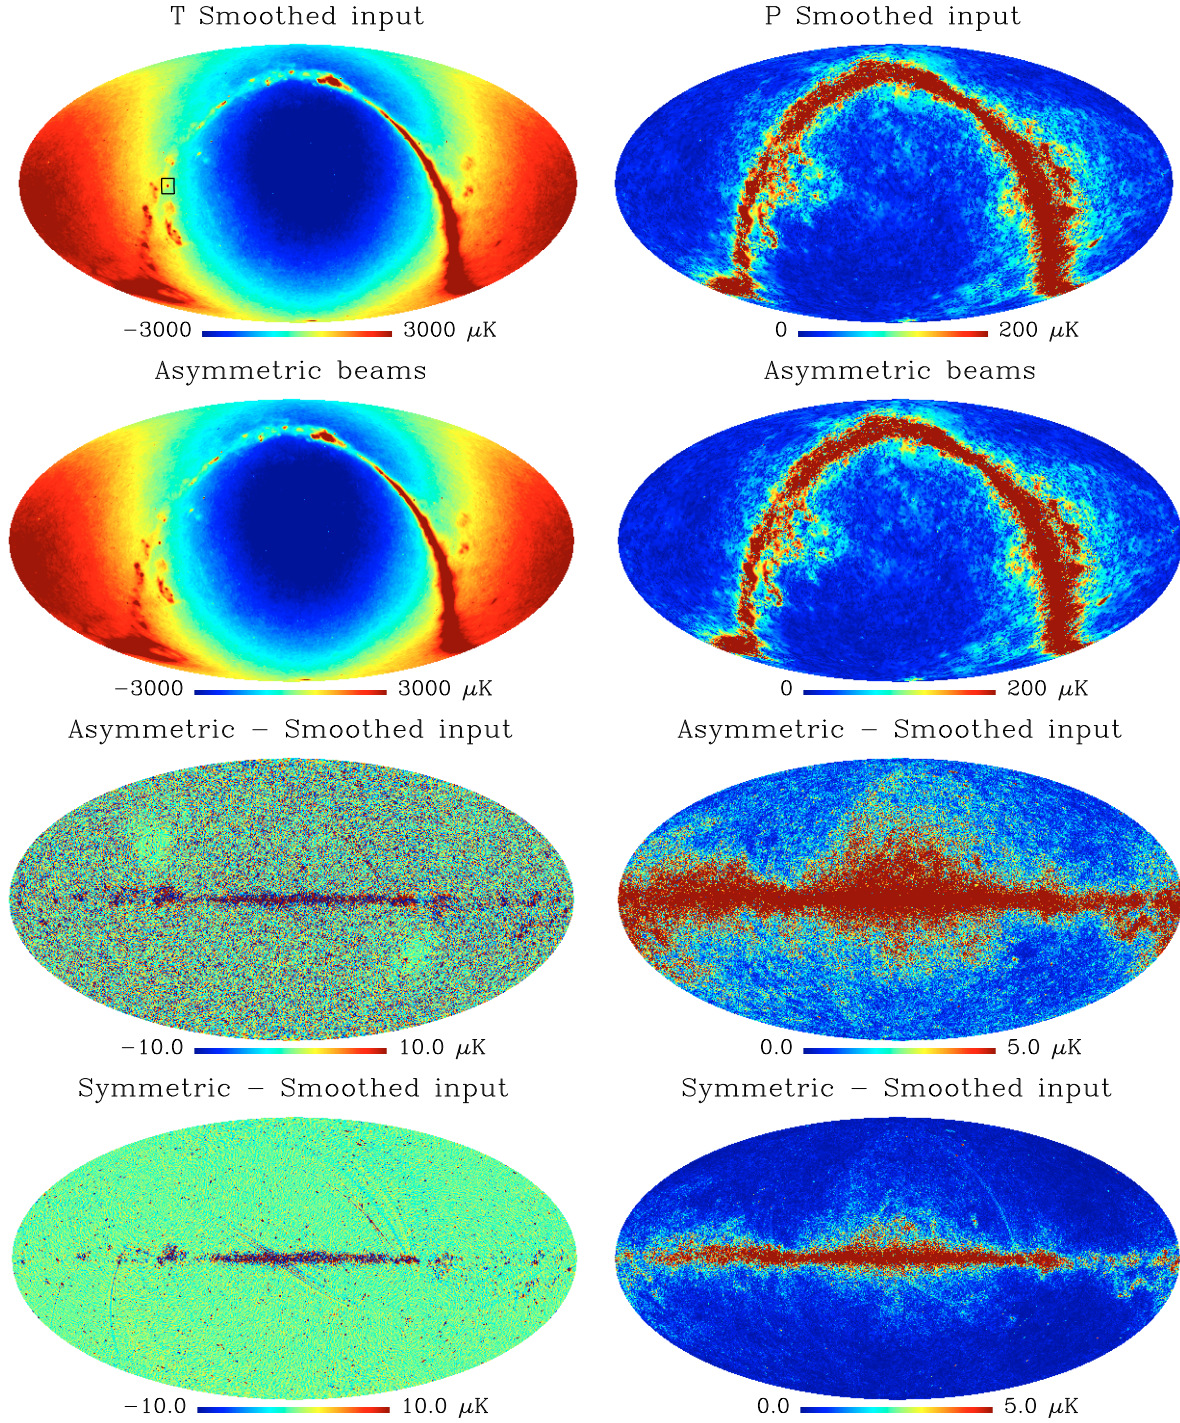 T Smoothed input P Smoothed input
−3000 3000 μK 0 200 μK
Asymmetric beams Asymmetric beams
−3000 3000 μK 0 200 μK
Asymmetric − Smoothed input Asymmetric − Smoothed input
−10.0 10.0 μK 0.0 5.0 μK
Symmetric − Smoothed input Symmetric − Smoothed input
−10.0 10.0 μK 0.0 5.0 μK